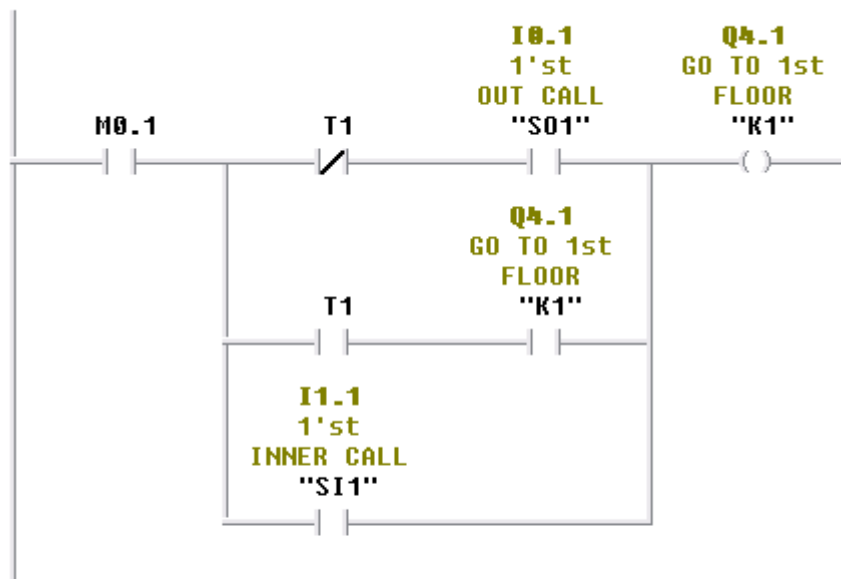 I0.1
1'st
OUT CALL
"SO1"
Q4.1
GO TO 1st
FLOOR
"K1"
M0.1
T1
Q4.1
GO TO 1st
FLOOR
"K1"
T1
I1.1
1'st
INNER CALL
"SI1"